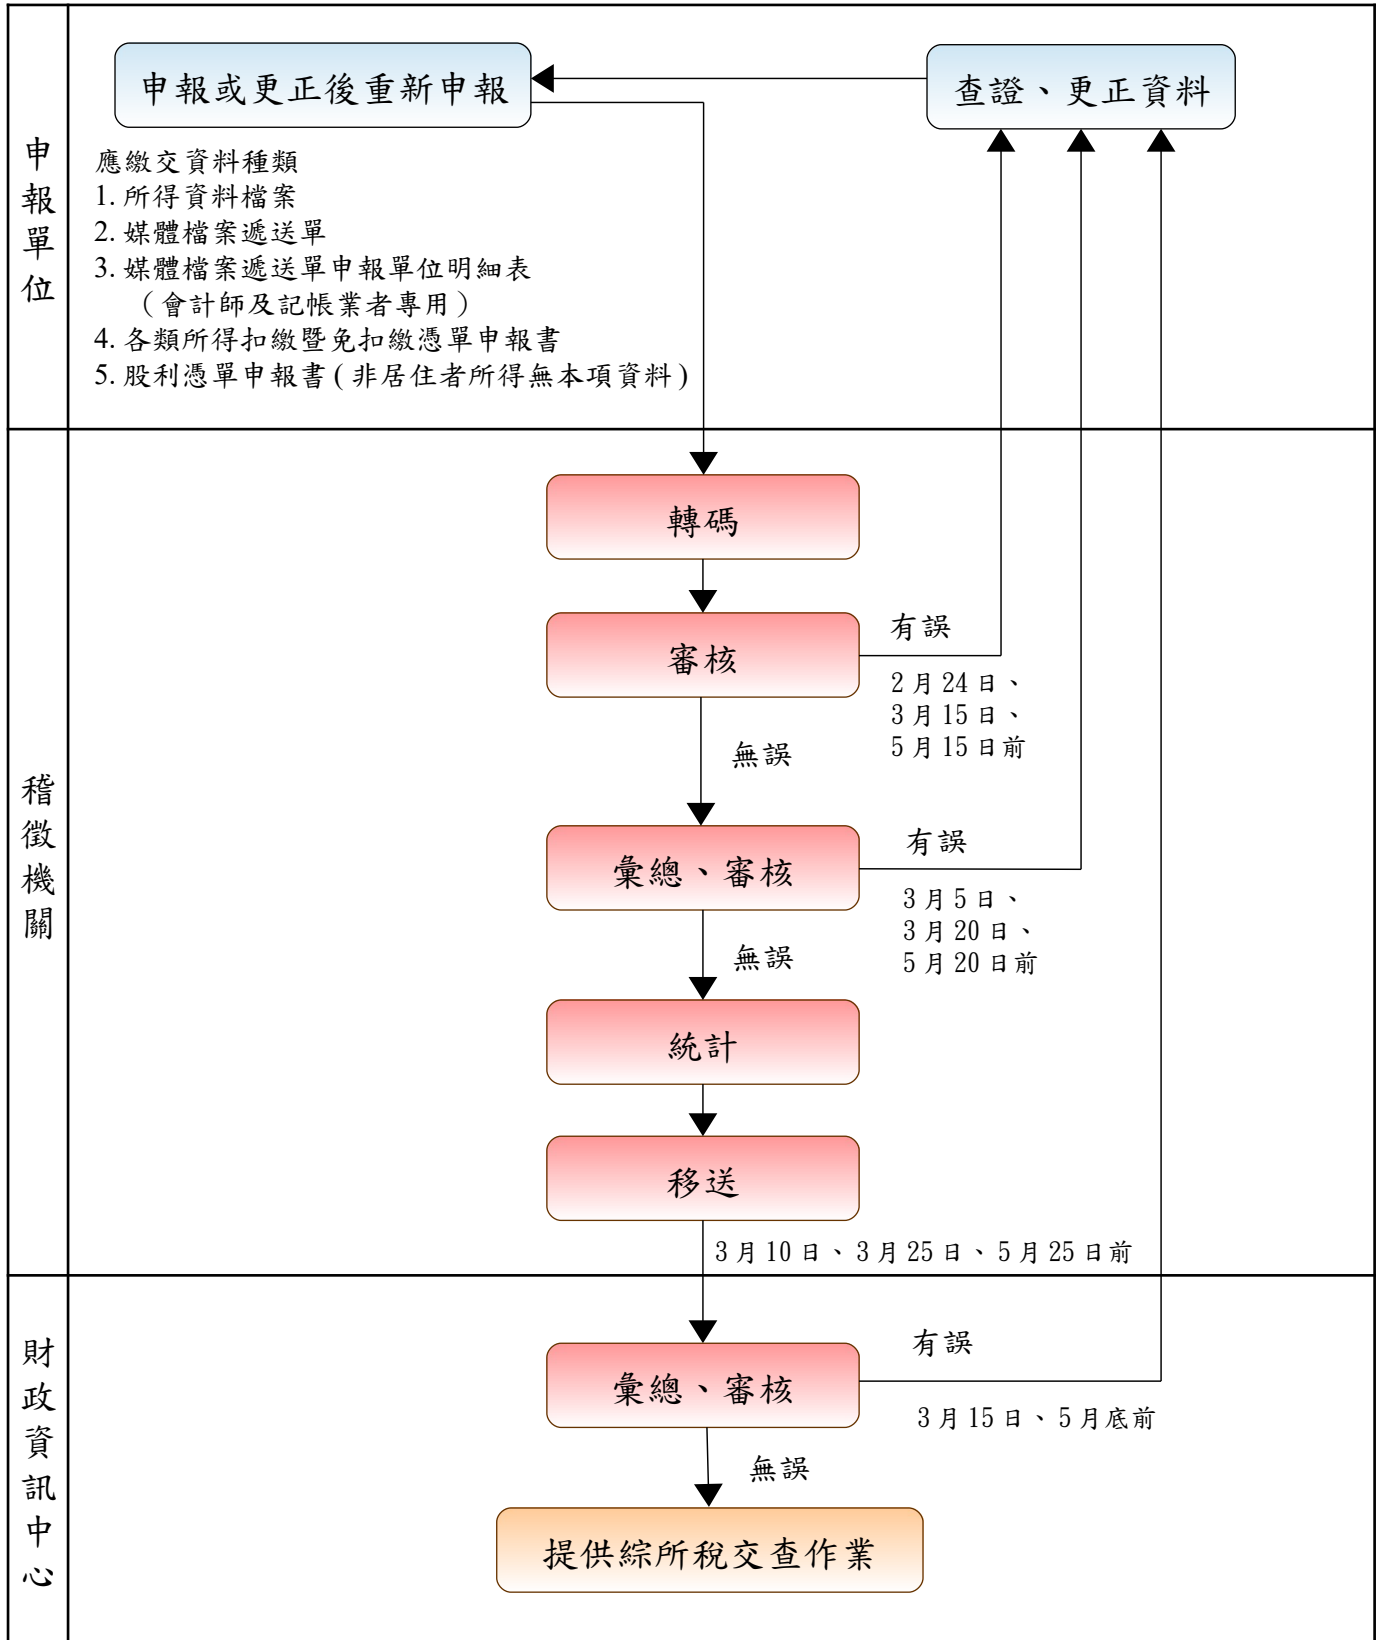 申報單位
申報或更正後重新申報
查證、更正資料
應繳交資料種類
1. 所得資料檔案
2. 媒體檔案遞送單
3. 媒體檔案遞送單申報單位明細表
（會計師及記帳業者專用）
4. 各類所得扣繳暨免扣繳憑單申報書
5. 股利憑單申報書 ( 非居住者所得無本項資料 )
稽徵機關
轉碼
審核
有誤
2 月 24 日、
3 月 15 日、
5 月 15 日前
無誤
彙總、審核
有誤
3 月 5 日、
3 月 20 日、
5 月 20 日前
無誤
統計
移送
3 月 10 日、 3 月 25 日、 5 月 25 日前
財政資訊中心
彙總、審核
有誤
3 月 15 日、 5 月底前
無誤
提供綜所稅交查作業